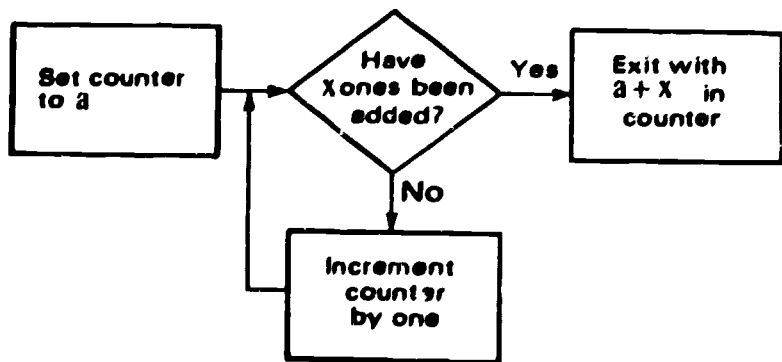 Set counter
to a
Have
X ones been
added?
Yes
Exit with
a + x in
counter
No
Increment
counter
by one